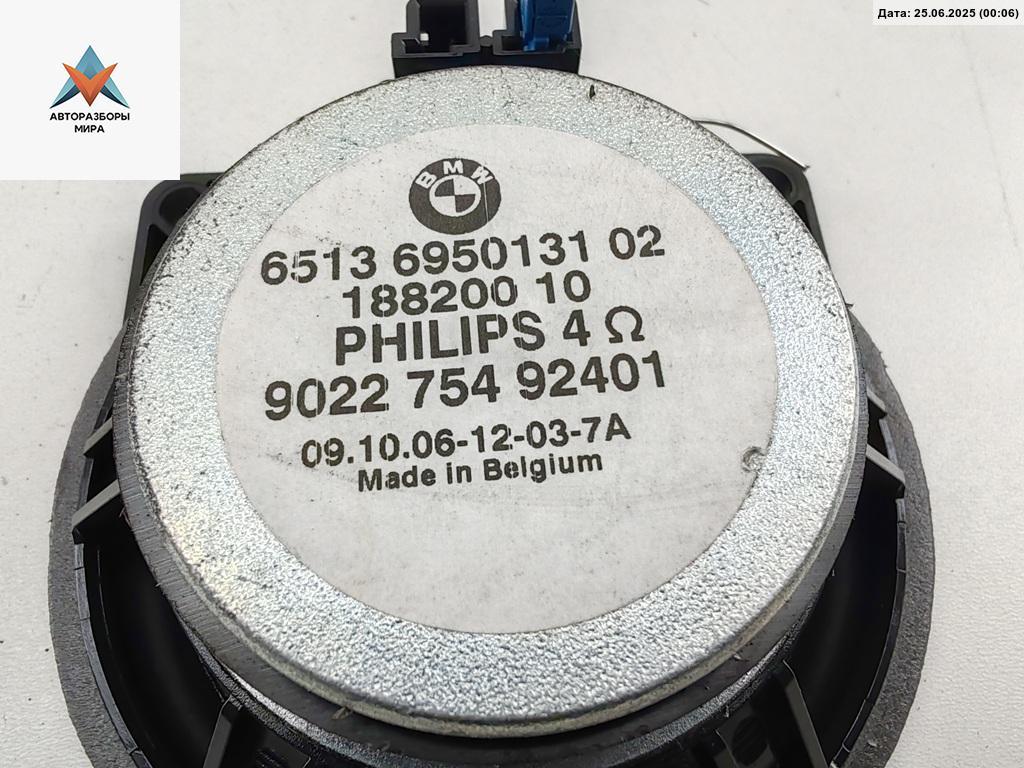 Дата: 25.06.2025 (00:06)
АВТОРАЗБОРЫ
МИРА
BMW
6513 6950131 02
188200 10
PHILIPS 4 Ω
9022 754 92401
09.10.06-12-03-7A
Made in Belgium